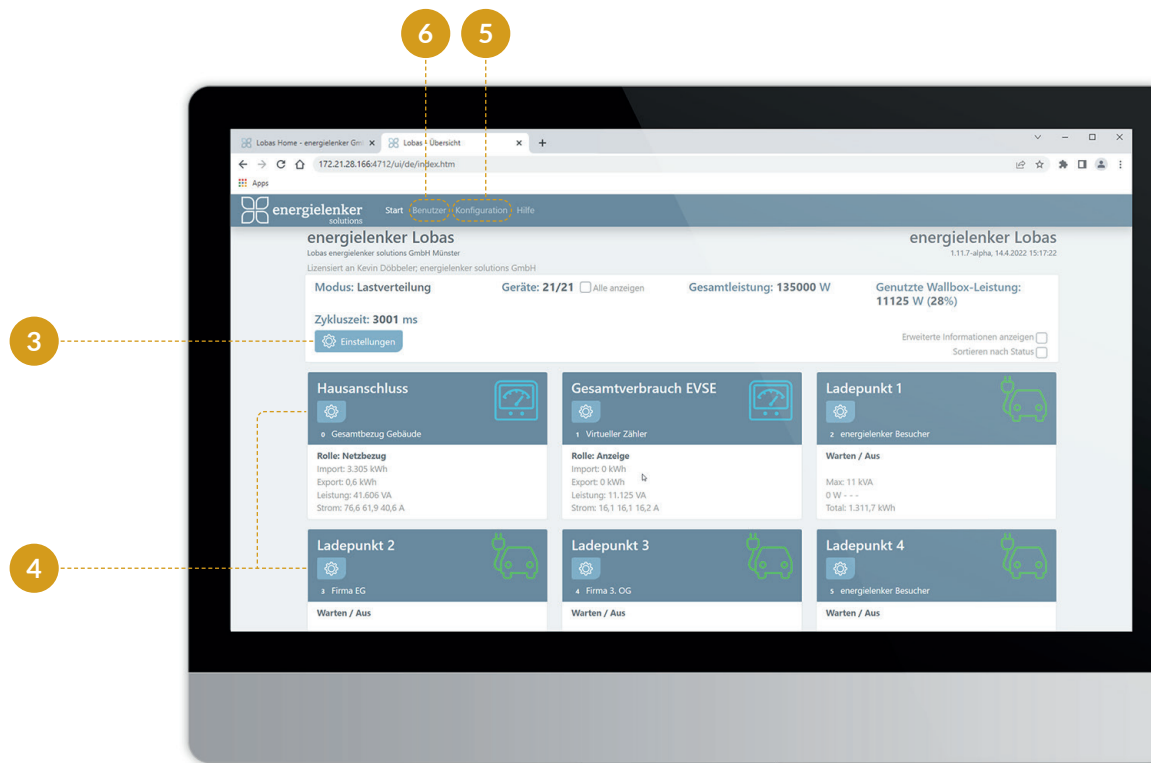 6 5
Lobas Home - energielenker Gm
Lobas - Übersicht
172.21.28.166:4712/ui/de/index.htm
Apps
energielenker
solutions
Start Benutzer Konfiguration Hilfe
energielenker Lobas
Lobas energielenker solutions GmbH Münster
Lizensiert an Kevin Döbbeler; energielenker solutions GmbH
energielenker Lobas
1.11.7-alpha, 14.4.2022 15:17:22
Modus: Lastverteilung
Geräte: 21/21 Alle anzeigen
Gesamtleistung: 135000 W
Genutzte Wallbox-Leistung:
11125 W (28%)
Zykluszeit: 3001 ms
3
Einstellungen
Erweiterte Informationen anzeigen
Sortieren nach Status
Hausanschluss
0 Gesamtbezug Gebäude
Rolle: Netzbezug
Import: 3.305 kWh
Export: 0,6 kWh
Leistung: 41.606 VA
Strom: 76,6 61,9 40,6 A
Gesamtverbrauch EVSE
1 Virtueller Zähler
Rolle: Anzeige
Import: 0 kWh
Export: 0 kWh
Leistung: 11.125 VA
Strom: 16,1 16,1 16,2 A
Ladepunkt 1
2 energielenker Besucher
Warten / Aus
Max: 11 kVA
0 W - - -
Total: 1.311,7 kWh
4
Ladepunkt 2
3 Firma EG
Warten / Aus
Ladepunkt 3
4 Firma 3. OG
Warten / Aus
Ladepunkt 4
5 energielenker Besucher
Warten / Aus